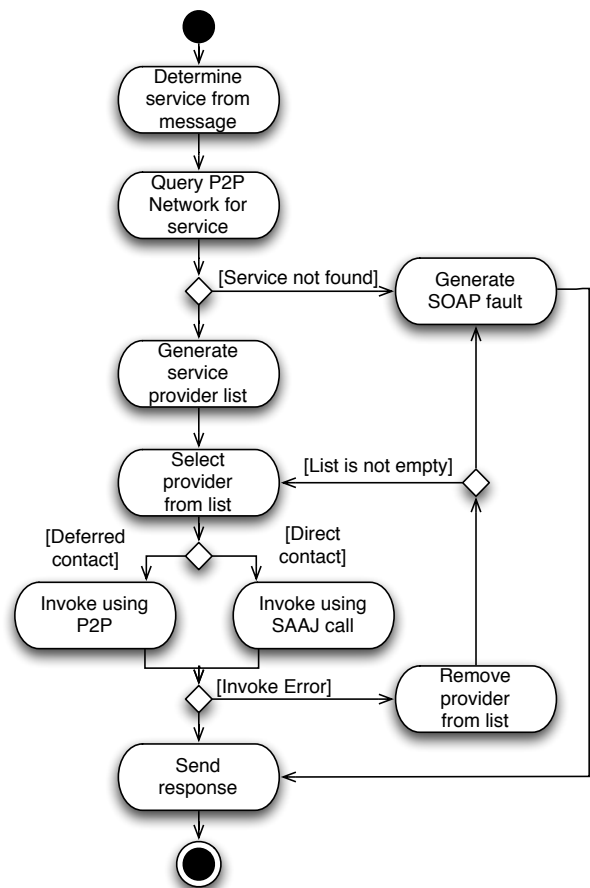 Determine
service from
message
Query P2P
Network for
service
[Service not found]
Generate
SOAP fault
Generate
service
provider list
Select
provider
from list
[List is not empty]
[Deferred
contact]
[Direct
contact]
Invoke using
P2P
Invoke using
SAAJ call
[Invoke Error]
Remove
provider
from list
Send
response